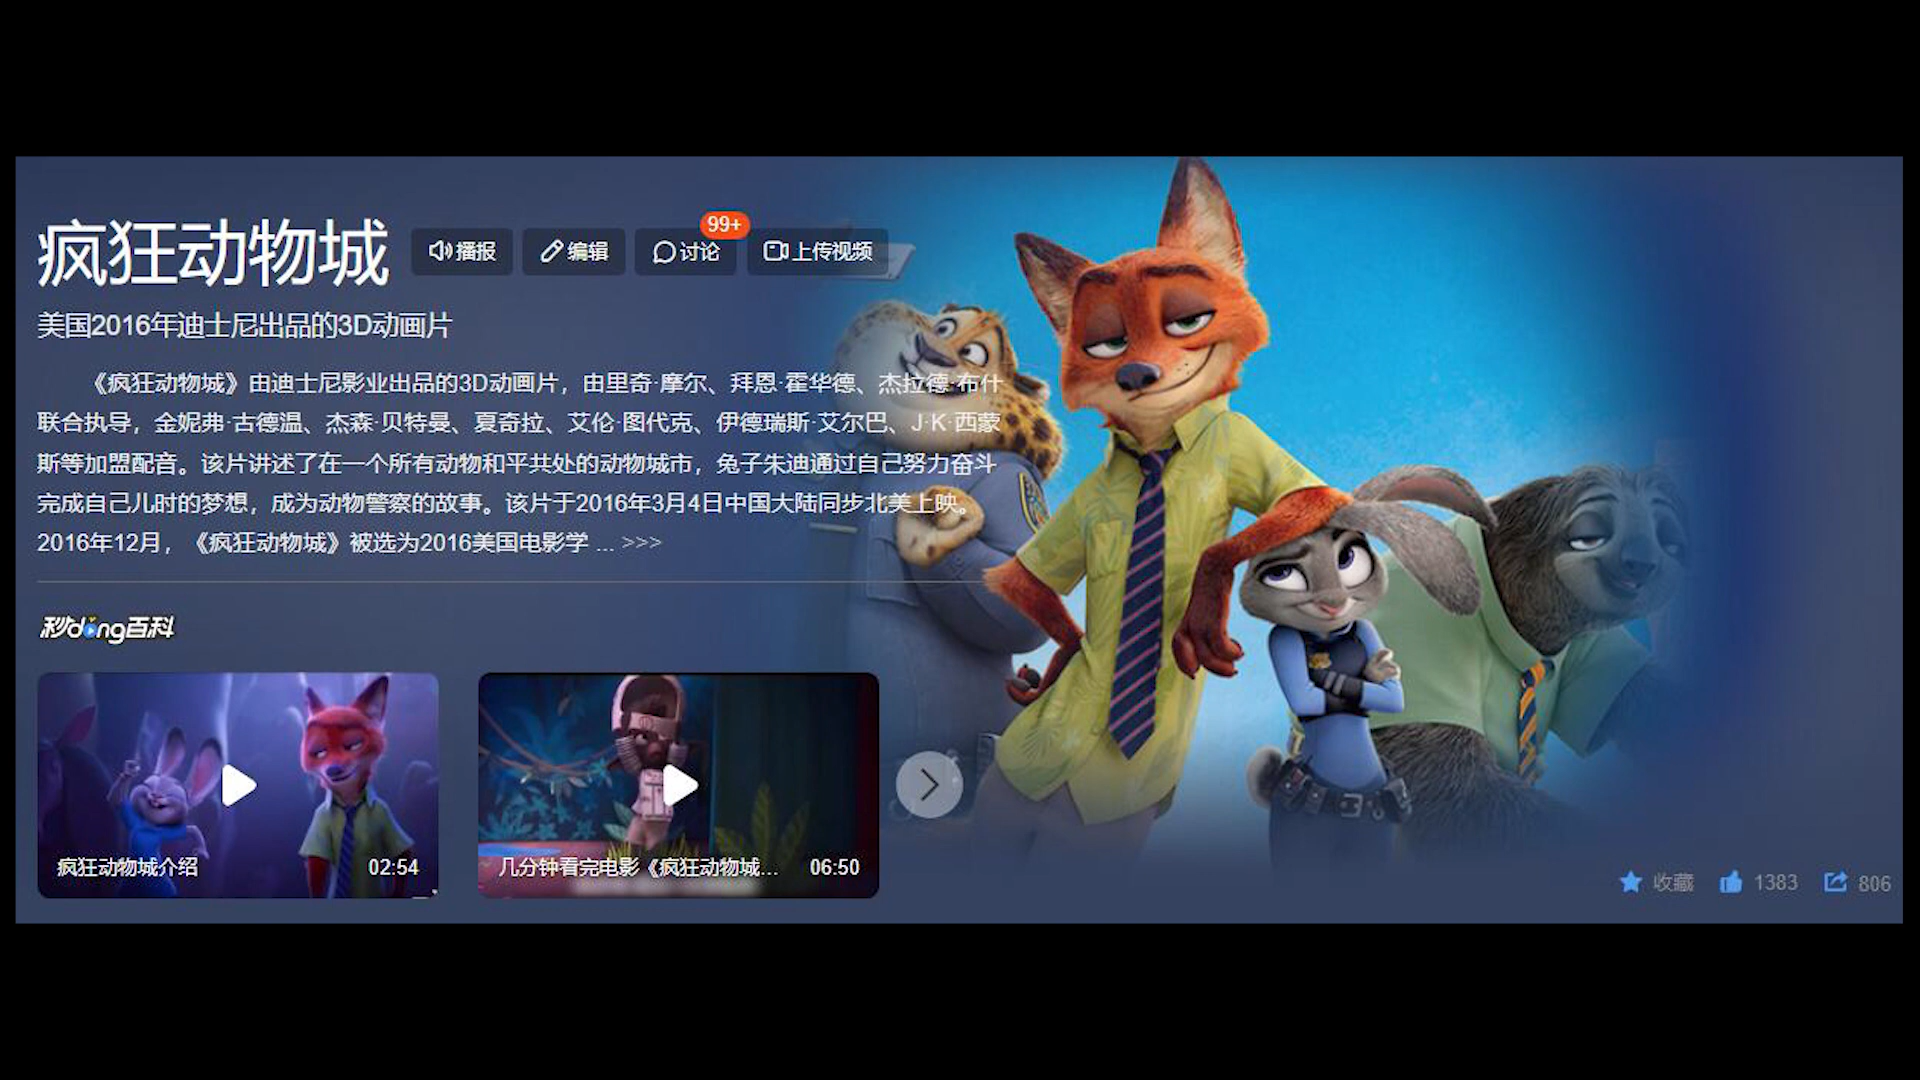 疯狂动物城
播报
编辑
讨论
99+
上传视频
美国2016年迪士尼出品的3D动画片
《疯狂动物城》由迪士尼影业出品的3D动画片，由里奇·摩尔、拜恩·霍华德、杰拉德·布什
联合执导，金妮弗·古德温、杰森·贝特曼、夏奇拉、艾伦·图代克、伊德瑞斯·艾尔巴、J·K·西蒙
斯等加盟配音。该片讲述了在一个所有动物和平共处的动物城市，兔子朱迪通过自己努力奋斗
完成自己儿时的梦想，成为动物警察的故事。该片于2016年3月4日中国大陆同步北美上映。
2016年12月，《疯狂动物城》被选为2016美国电影学 ... >>>
秒dong百科
疯狂动物城介绍 02:54
几分钟看完电影《疯狂动物城... 06:50
收藏 1383 806